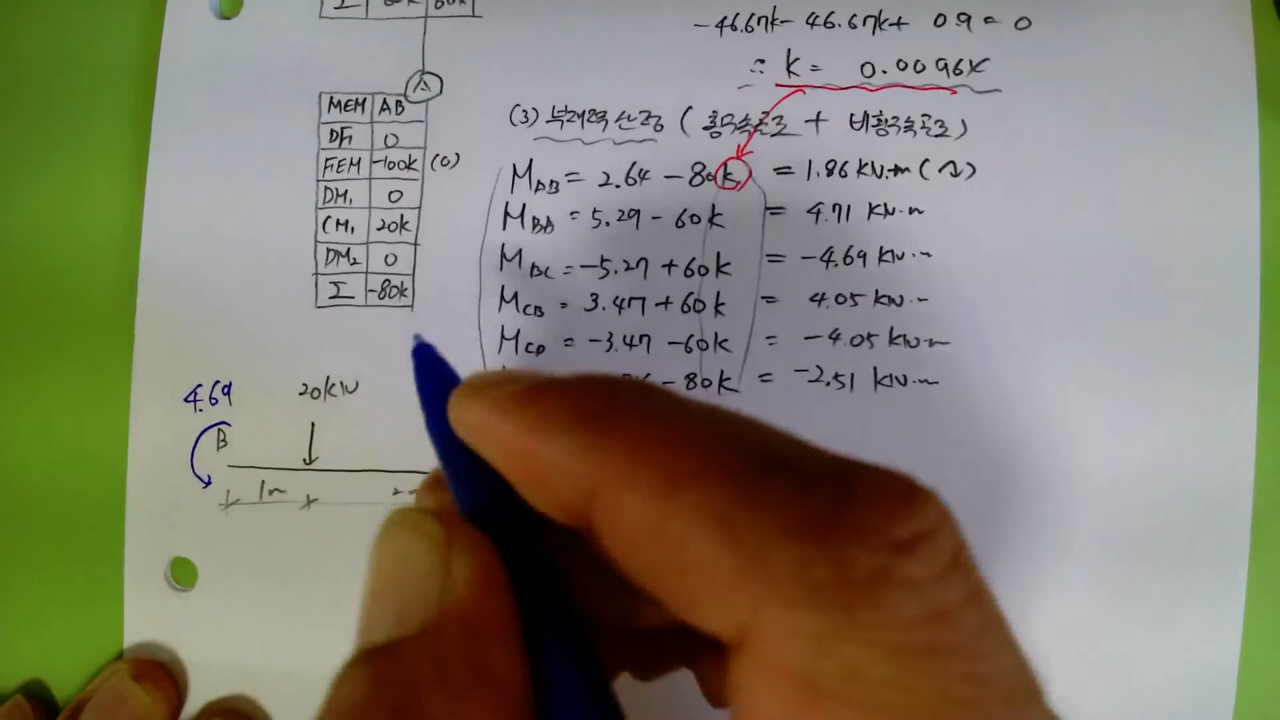 Σ 60k 60k
-46.67k - 46.67k + 0.9 = 0
∴ k = 0.00964
A
MEM AB
DF1 0
FEM -100k (0)
DM1 0
CM1 20k
DM2 0
Σ -80k
(3) 부재력 산정 (횡구속구조 + 비횡구속구조)
M_AB = 2.64 - 80k = 1.86 kN·m (↷)
M_BA = 5.29 - 60k = 4.71 kN·m
M_BC = -5.27 + 60k = -4.69 kN·m
M_CB = 3.47 + 60k = 4.05 kN·m
M_CD = -3.47 - 60k = -4.05 kN·m
- 80k = -2.51 kN·m
4.69 20kN
B
1m